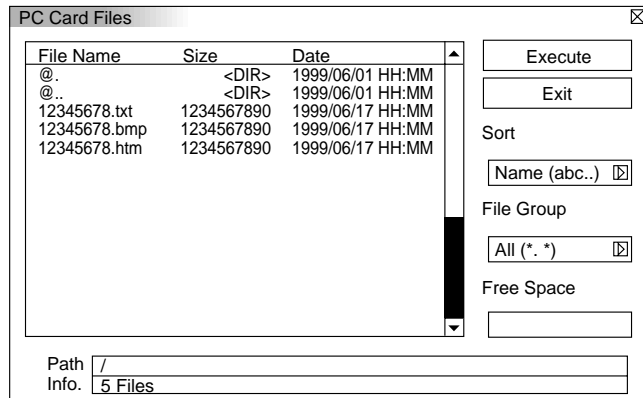 PC Card Files
File Name Size Date
@. <DIR> 1999/06/01 HH:MM
@.. <DIR> 1999/06/01 HH:MM
12345678.txt 1234567890 1999/06/17 HH:MM
12345678.bmp 1234567890 1999/06/17 HH:MM
12345678.htm 1234567890 1999/06/17 HH:MM
Execute
Exit
Sort
Name (abc..)
File Group
All (*. *)
Free Space
Path /
Info. 5 Files